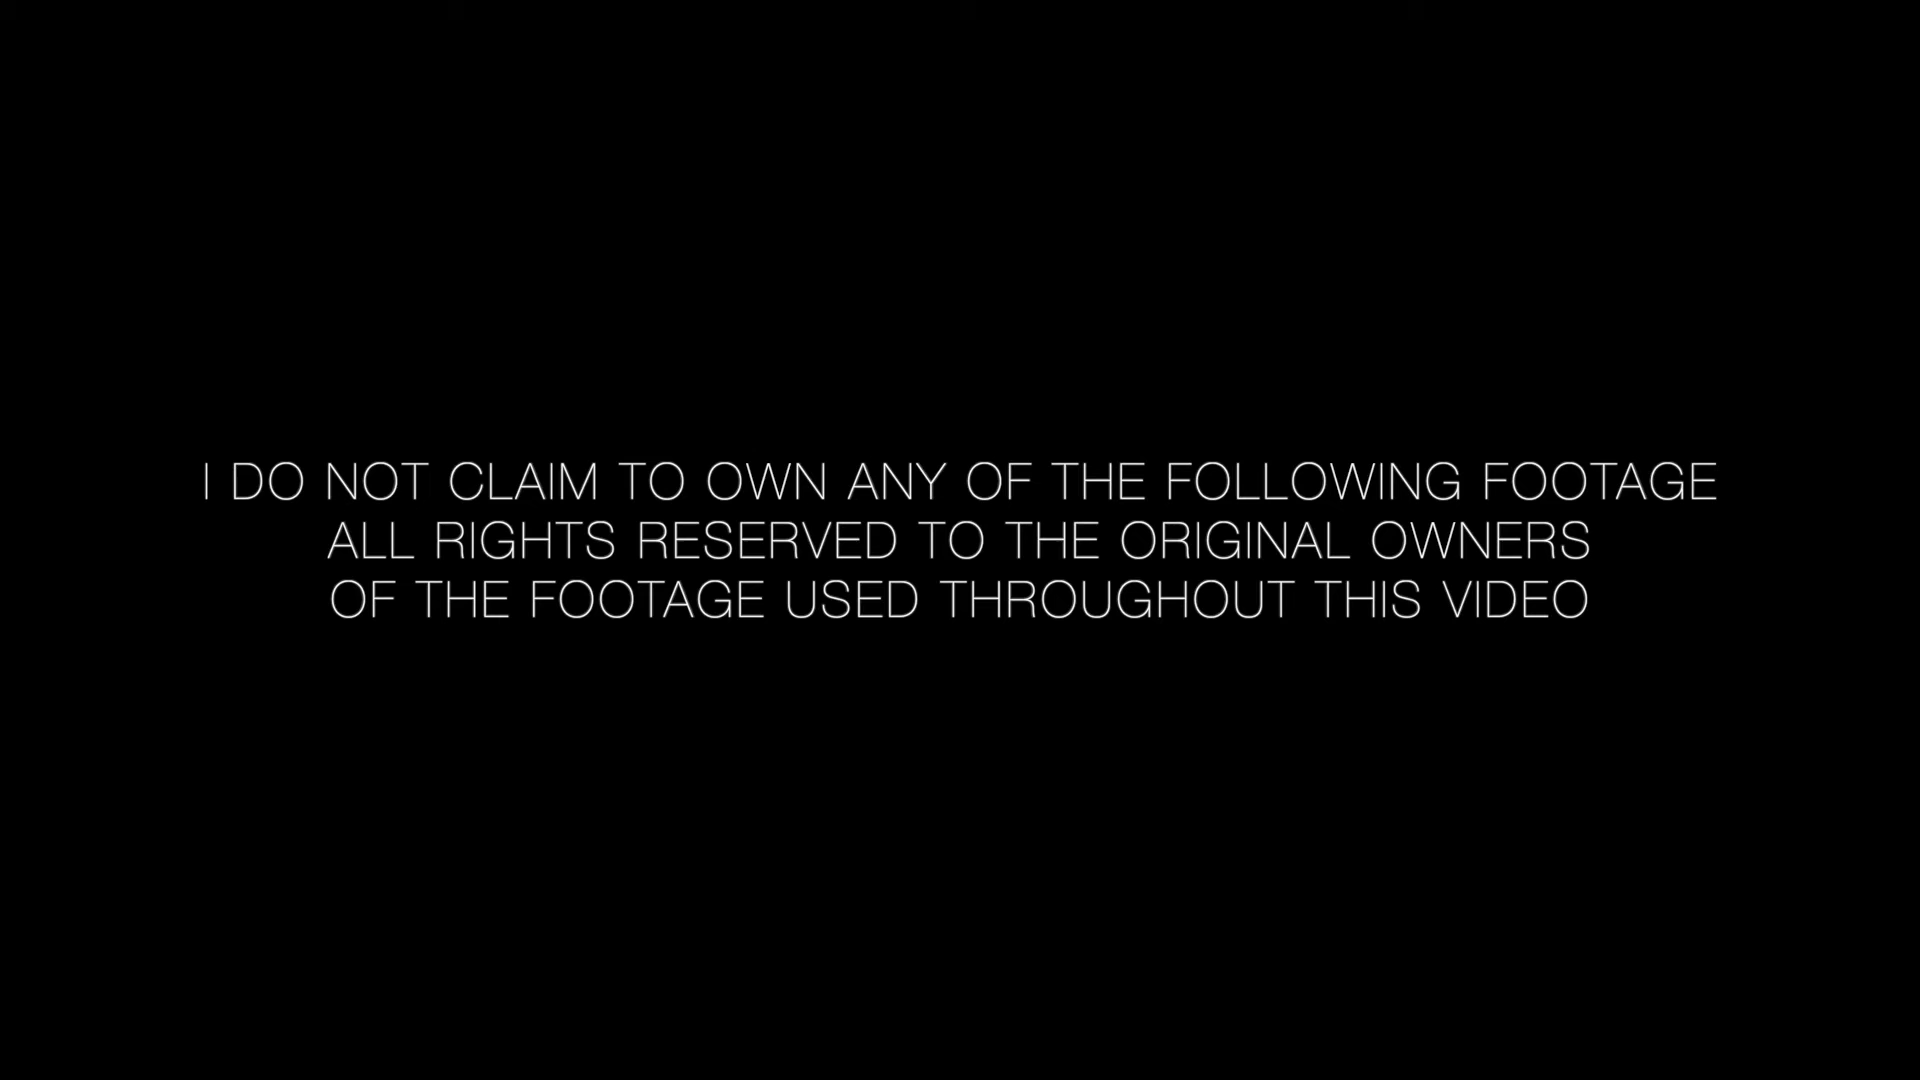 I DO NOT CLAIM TO OWN ANY OF THE FOLLOWING FOOTAGE
ALL RIGHTS RESERVED TO THE ORIGINAL OWNERS
OF THE FOOTAGE USED THROUGHOUT THIS VIDEO